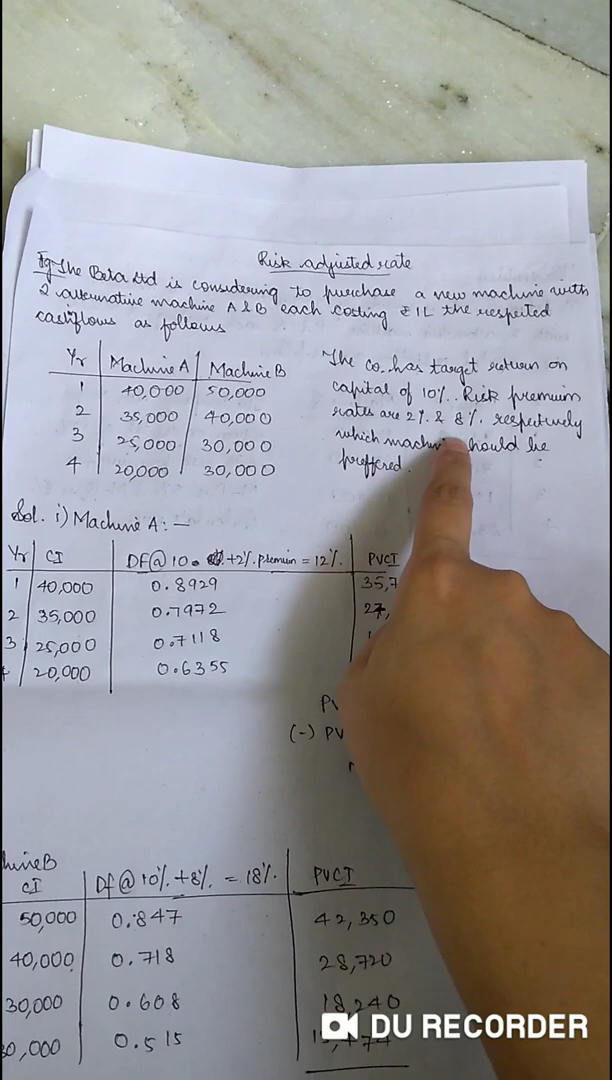 Risk adjusted rate
Eg The Beta Ltd is considering to purchase a new machine with
2 alternative machine A & B each costing ₹ 1L the respected
cashflows as follows
Yr Machine A Machine B
1 40,000 50,000
2 35,000 40,000
3 25,000 30,000
4 20,000 30,000
The co. has target return on
capital of 10%. Risk premium
rates are 2% & 8% respectively
which should be
preffered.
Sol. i) Machine A :-
Yr CI DF@ 10. +2%. premium = 12%. PVCI
1 40,000 0.8929 35,7
2 35,000 0.7972 27,
3 25,000 0.7118
20,000 0.6355
PV
(-) PV
hine B
CI Df @ 10% +8% = 18%. PVCI
50,000 0.847 42,350
40,000 0.718 28,720
30,000 0.608 18,240
30,000 0.515
DU RECORDER